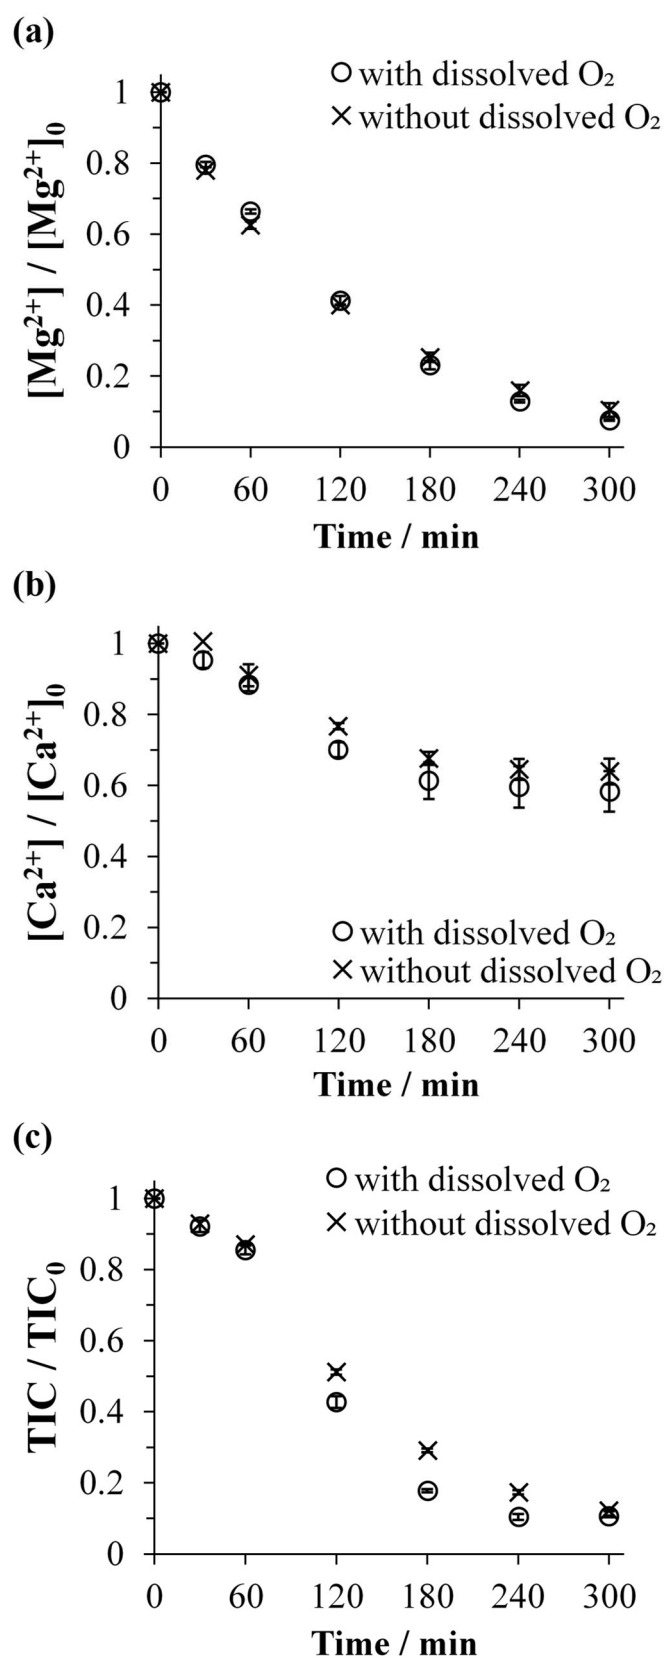 (a)
with dissolved O₂
without dissolved O₂
[Mg²⁺] / [Mg²⁺]₀
1
0.8
0.6
0.4
0.2
0
0 60 120 180 240 300
Time / min
(b)
[Ca²⁺] / [Ca²⁺]₀
1
0.8
0.6
0.4
0.2
0
with dissolved O₂
without dissolved O₂
0 60 120 180 240 300
Time / min
(c)
with dissolved O₂
without dissolved O₂
TIC / TIC₀
1
0.8
0.6
0.4
0.2
0
0 60 120 180 240 300
Time / min